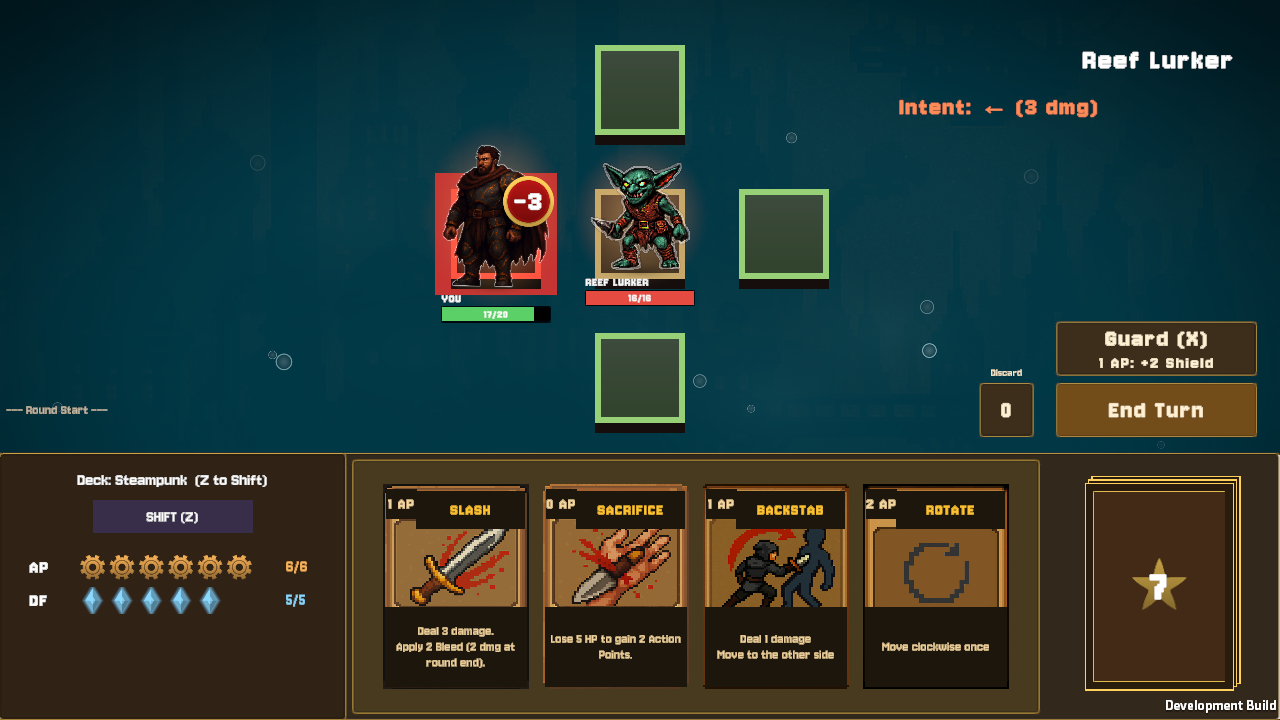 Reef Lurker
Intent: ← (3 dmg)
-3
YOU
17/20
REEF LURKER
16/16
Guard (X)
1 AP: +2 Shield
Discard
0
End Turn
--- Round Start ---
Deck: Steampunk (Z to Shift)
SHIFT (Z)
AP
6/6
DF
5/5
1 AP
SLASH
Deal 3 damage.
Apply 2 Bleed (2 dmg at
round end).
0 AP
SACRIFICE
Lose 5 HP to gain 2 Action
Points.
1 AP
BACKSTAB
Deal 1 damage
Move to the other side
2 AP
ROTATE
Move clockwise once
7
Development Build